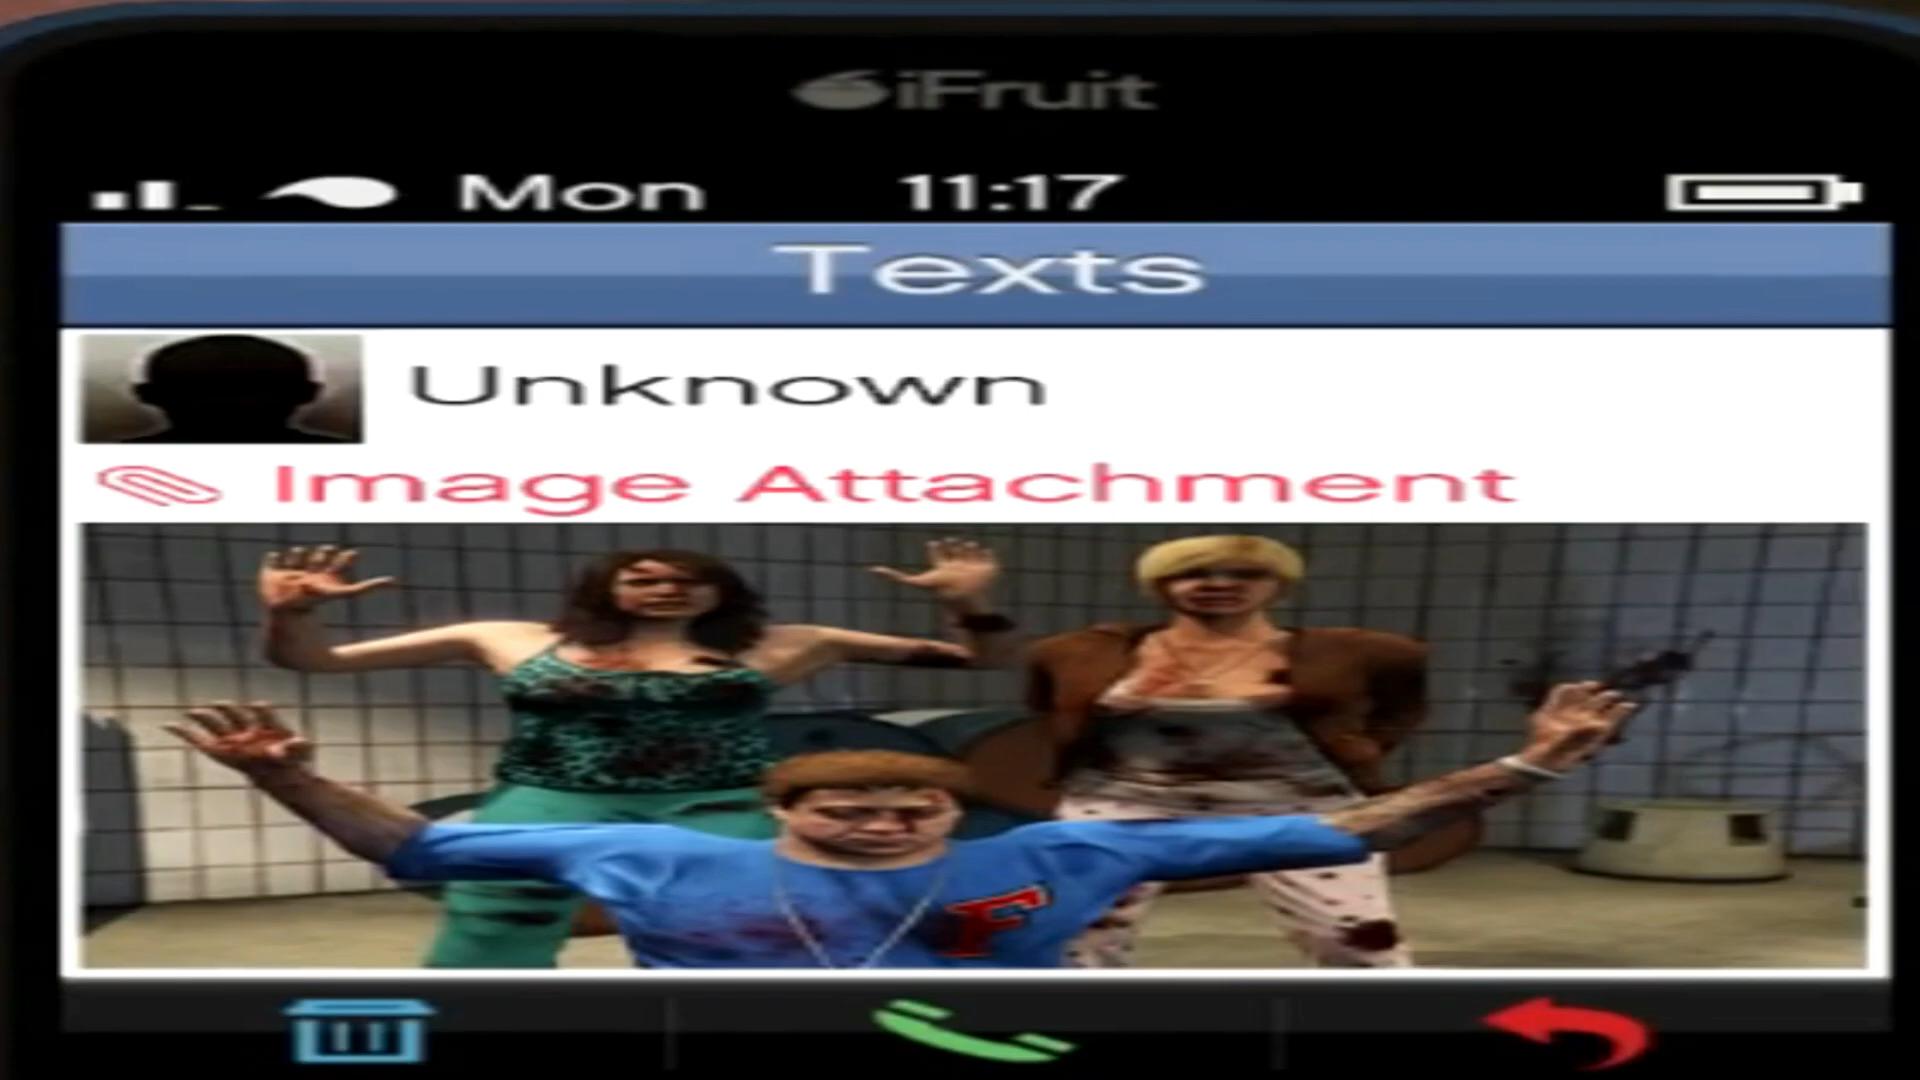 iFruit
Mon 11:17
Texts
Unknown
Image Attachment
F